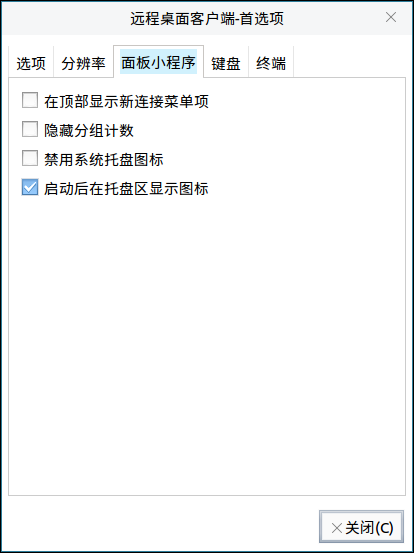 远程桌面客户端-首选项
选项 分辨率 面板小程序 键盘 终端
在顶部显示新连接菜单项
隐藏分组计数
禁用系统托盘图标
启动后在托盘区显示图标
关闭(C)